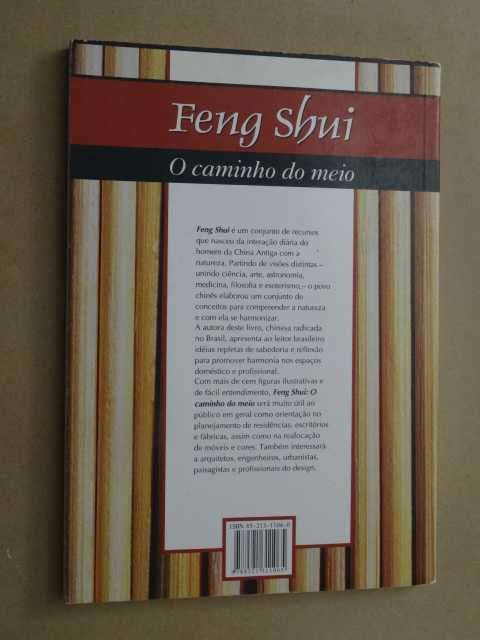 Feng Shui
O caminho do meio
Feng Shui é um conjunto de recursos
que nasceu da interação diária do
homem da China Antiga com a
natureza. Partindo de visões distintas –
unindo ciência, arte, astronomia,
medicina, filosofia e esoterismo, – o povo
chinês elaborou um conjunto de
conceitos para compreender a natureza
e com ela se harmonizar.
A autora deste livro, chinesa radicada
no Brasil, apresenta ao leitor brasileiro
idéias repletas de sabedoria e reflexão
para promover harmonia nos espaços
doméstico e profissional.
Com mais de cem figuras ilustrativas e
de fácil entendimento, Feng Shui: O
caminho do meio será muito útil ao
público em geral como orientação no
planejamento de residências, escritórios
e fábricas, assim como na realocação
de móveis e cores. Também interessará
a arquitetos, engenheiros, urbanistas,
paisagistas e profissionais do design.